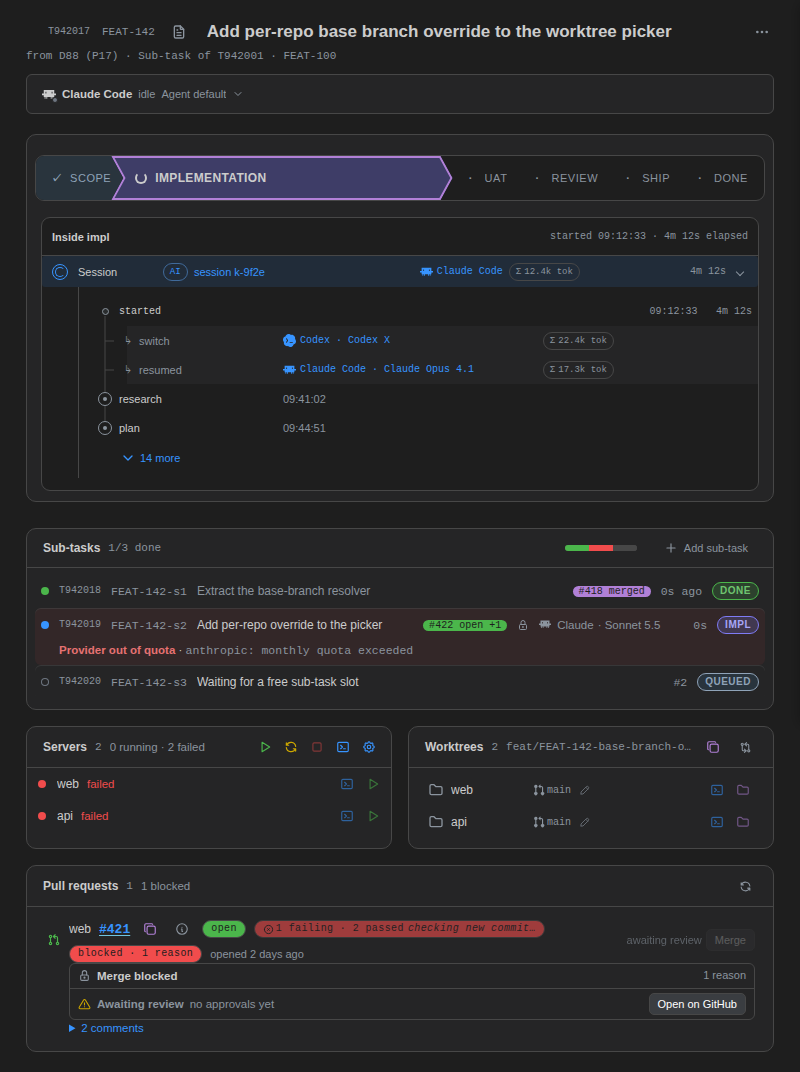 T942017 FEAT-142 Add per-repo base branch override to the worktree picker
from D88 (P17) · Sub-task of T942001 · FEAT-100
Claude Code idle Agent default
SCOPE IMPLEMENTATION · UAT · REVIEW · SHIP · DONE
Inside impl started 09:12:33 · 4m 12s elapsed
Session AI session k-9f2e Claude Code Σ 12.4k tok 4m 12s
started 09:12:33 4m 12s
↳ switch Codex · Codex X Σ 22.4k tok
↳ resumed Claude Code · Claude Opus 4.1 Σ 17.3k tok
research 09:41:02
plan 09:44:51
14 more
Sub-tasks 1/3 done Add sub-task
T942018 FEAT-142-s1 Extract the base-branch resolver #418 merged 0s ago DONE
T942019 FEAT-142-s2 Add per-repo override to the picker #422 open +1 Claude · Sonnet 5.5 0s IMPL
Provider out of quota · anthropic: monthly quota exceeded
T942020 FEAT-142-s3 Waiting for a free sub-task slot #2 QUEUED
Servers 2 0 running · 2 failed
web failed
api failed
Worktrees 2 feat/FEAT-142-base-branch-o…
web main
api main
Pull requests 1 1 blocked
web #421 open 1 failing · 2 passed checking new commit…
blocked · 1 reason opened 2 days ago
awaiting review Merge
Merge blocked 1 reason
Awaiting review no approvals yet Open on GitHub
2 comments